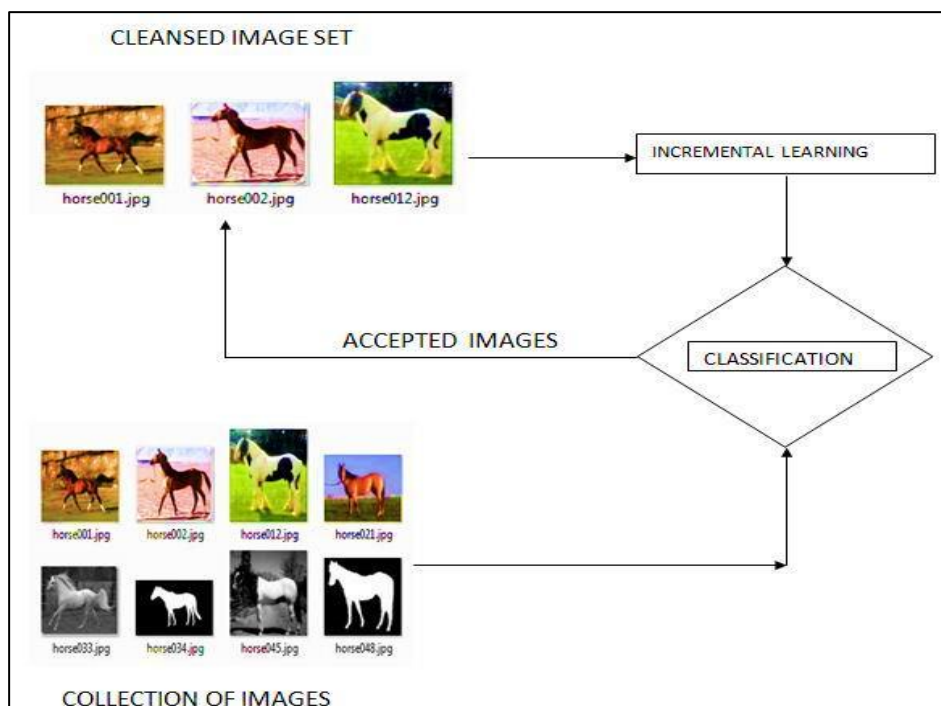 CLEANSED IMAGE SET
horse001.jpg
horse002.jpg
horse012.jpg
INCREMENTAL LEARNING
CLASSIFICATION
ACCEPTED IMAGES
horse001.jpg
horse002.jpg
horse012.jpg
horse021.jpg
horse033.jpg
horse034.jpg
horse045.jpg
horse048.jpg
COLLECTION OF IMAGES